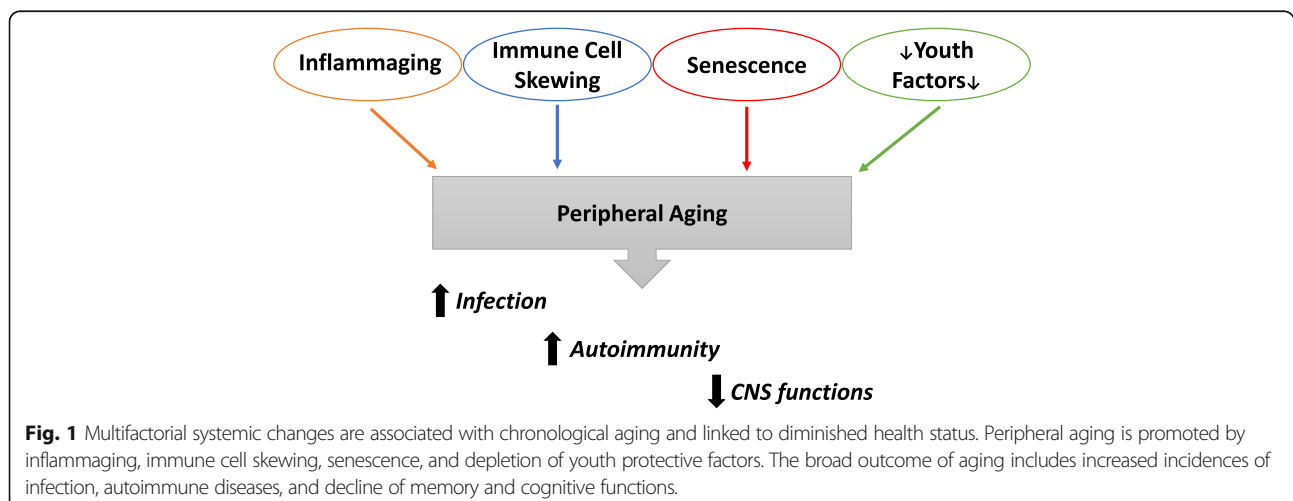 Inflammaging
Immune Cell
Skewing
Senescence
↓Youth
Factors↓
Peripheral Aging
Infection
Autoimmunity
CNS functions
Fig. 1 Multifactorial systemic changes are associated with chronological aging and linked to diminished health status. Peripheral aging is promoted by
inflammaging, immune cell skewing, senescence, and depletion of youth protective factors. The broad outcome of aging includes increased incidences of
infection, autoimmune diseases, and decline of memory and cognitive functions.